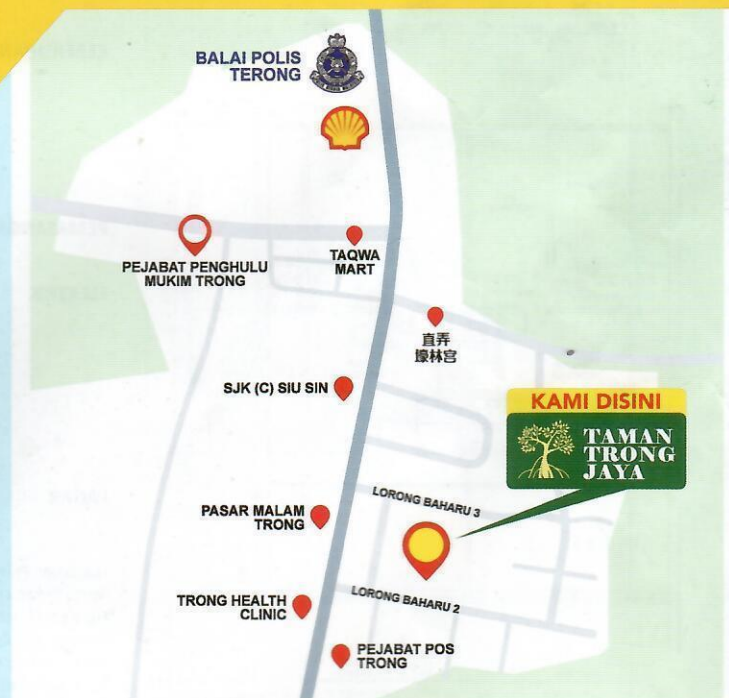 BALAI POLIS
TERONG
PEJABAT PENGHULU
MUKIM TRONG
TAQWA
MART
直弄
壕林宫
SJK (C) SIU SIN
KAMI DISINI
TAMAN
TRONG
JAYA
LORONG BAHARU 3
PASAR MALAM
TRONG
LORONG BAHARU 2
TRONG HEALTH
CLINIC
PEJABAT POS
TRONG